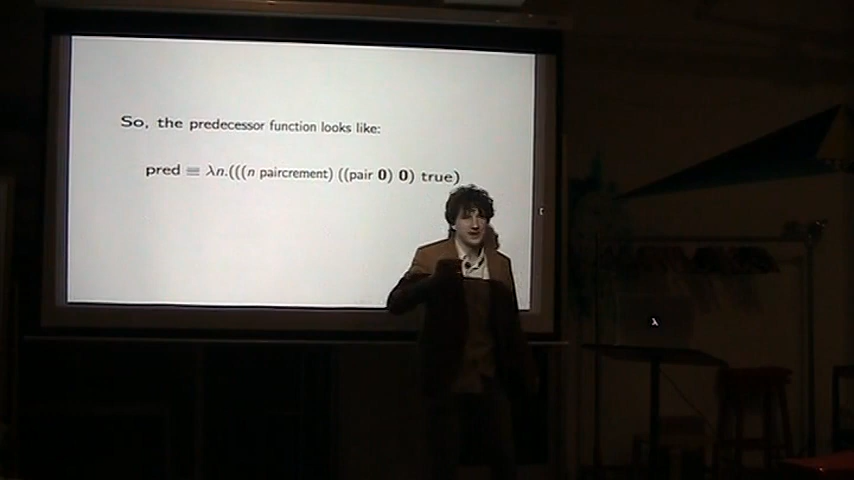 So, the predecessor function looks like:
pred ≡ λn.(((n paircrement) ((pair 0) 0) true)
λ